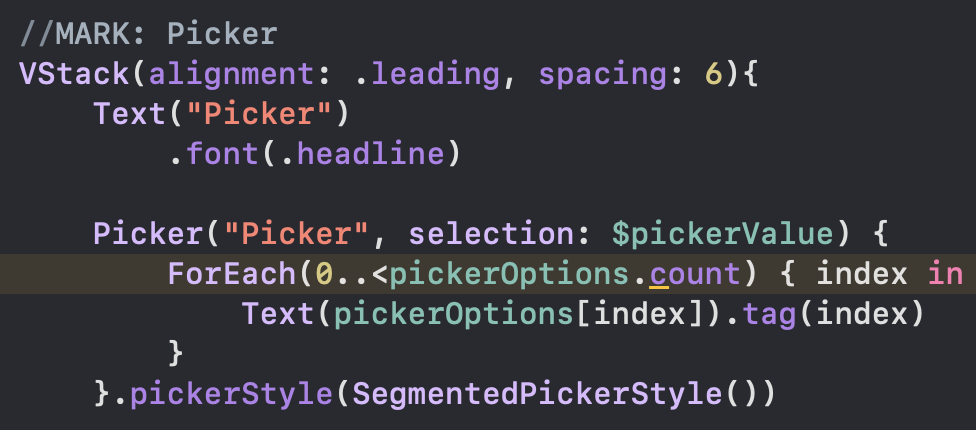 //MARK: Picker
VStack(alignment: .leading, spacing: 6){
    Text("Picker")
        .font(.headline)

    Picker("Picker", selection: $pickerValue) {
        ForEach(0..<pickerOptions.count) { index in
            Text(pickerOptions[index]).tag(index)
        }
    }.pickerStyle(SegmentedPickerStyle())